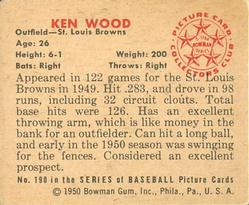 KEN WOOD
Outfield—St. Louis Browns
Age: 26
Height: 6-1 Weight: 200
Bats: Right Throws: Right
PICTURE CARD
COLLECTORS CLUB
BOWMAN
Appeared in 122 games for the St. Louis
Browns in 1949. Hit .283, and drove in 98
runs, including 32 circuit clouts. Total
base hits were 126. Has an excellent
throwing arm, which is like money in the
bank for an outfielder. Can hit a long ball,
and early in the 1950 season was swinging
for the fences. Considered an excellent
prospect.
No. 190 in the SERIES of BASEBALL Picture Cards
© 1950 Bowman Gum, Inc., Phila., Pa., U. S. A.